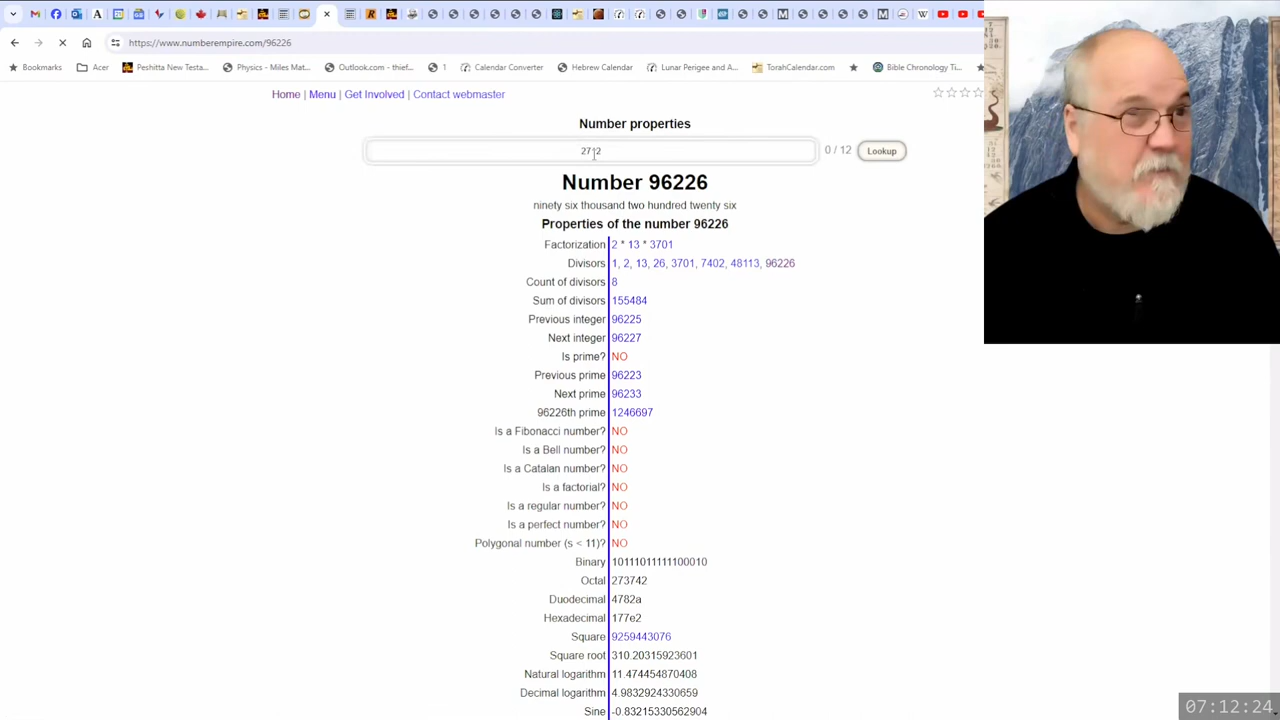 https://www.numberempire.com/96226
Bookmarks Acer Peshitta New Testa... Physics - Miles Mat... Outlook.com - thief... 1 Calendar Converter Hebrew Calendar Lunar Perigee and A... TorahCalendar.com Bible Chronology Ti...
Home | Menu | Get Involved | Contact webmaster
Number properties
0 / 12 Lookup
Number 96226
ninety six thousand two hundred twenty six
Properties of the number 96226
Factorization 2 * 13 * 3701
Divisors 1, 2, 13, 26, 3701, 7402, 48113, 96226
Count of divisors 8
Sum of divisors 155484
Previous integer 96225
Next integer 96227
Is prime? NO
Previous prime 96223
Next prime 96233
96226th prime 1246697
Is a Fibonacci number? NO
Is a Bell number? NO
Is a Catalan number? NO
Is a factorial? NO
Is a regular number? NO
Is a perfect number? NO
Polygonal number (s < 11)? NO
Binary 10111011111100010
Octal 273742
Duodecimal 4782a
Hexadecimal 177e2
Square 9259443076
Square root 310.20315923601
Natural logarithm 11.474454870408
Decimal logarithm 4.9832924330659
Sine -0.83215330562904
07:12:24